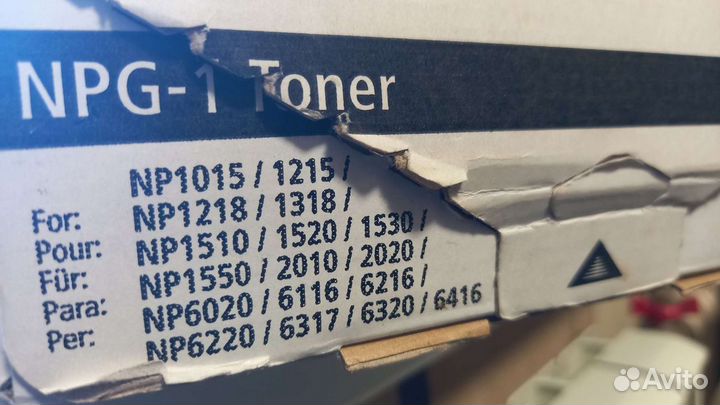 NPG-1 Toner
For:
Pour:
Für:
Para:
Per:
NP1015 / 1215 /
NP1218 / 1318 /
NP1510 / 1520 / 1530 /
NP1550 / 2010 / 2020 /
NP6020 / 6116 / 6216 /
NP6220 / 6317 / 6320 / 6416
Avito